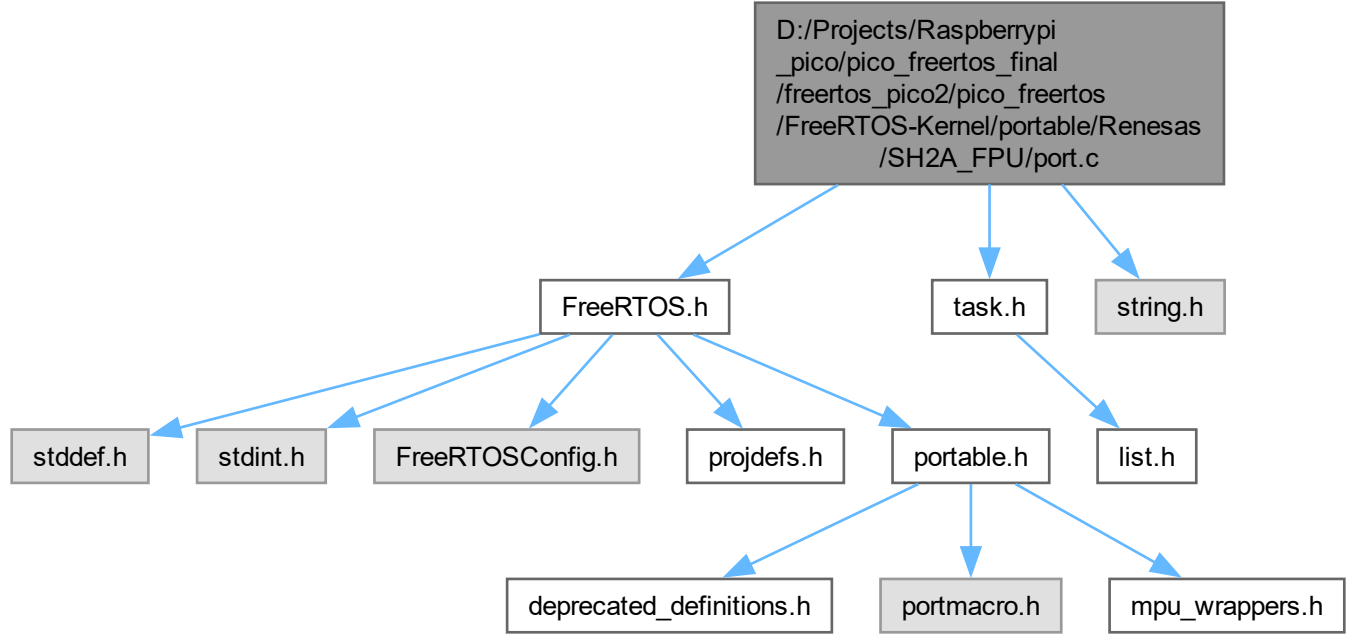 D:/Projects/Raspberrypi
_pico/pico_freertos_final
/freertos_pico2/pico_freertos
/FreeRTOS-Kernel/portable/Renesas
/SH2A_FPU/port.c
FreeRTOS.h
task.h
string.h
stddef.h
stdint.h
FreeRTOSConfig.h
projdefs.h
portable.h
list.h
deprecated_definitions.h
portmacro.h
mpu_wrappers.h